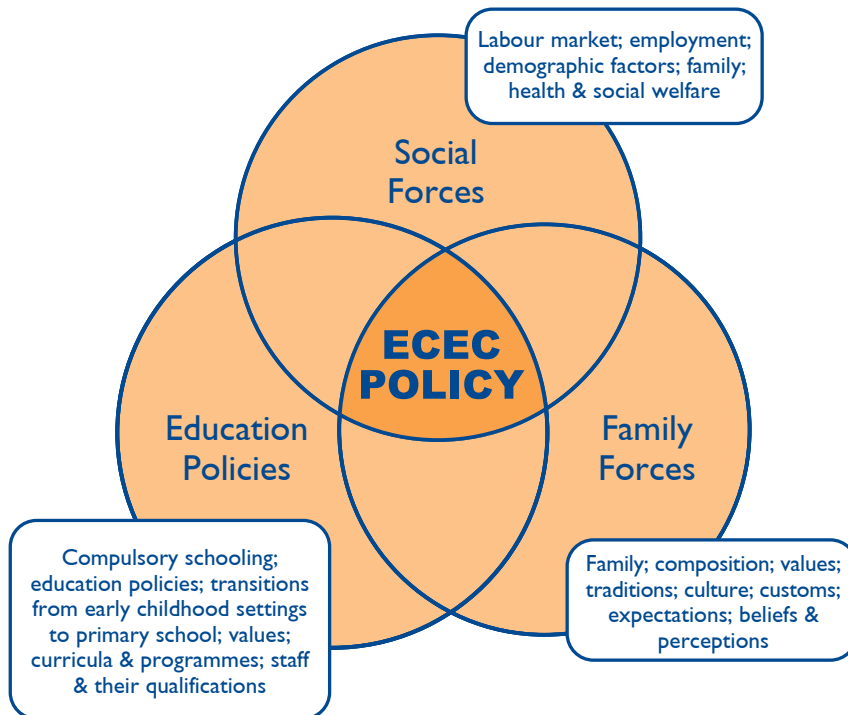 Labour market; employment;
demographic factors; family;
health & social welfare
Social
Forces
ECEC
POLICY
Education
Policies
Family
Forces
Compulsory schooling;
education policies; transitions
from early childhood settings
to primary school; values;
curricula & programmes; staff
& their qualifications
Family; composition; values;
traditions; culture; customs;
expectations; beliefs &
perceptions